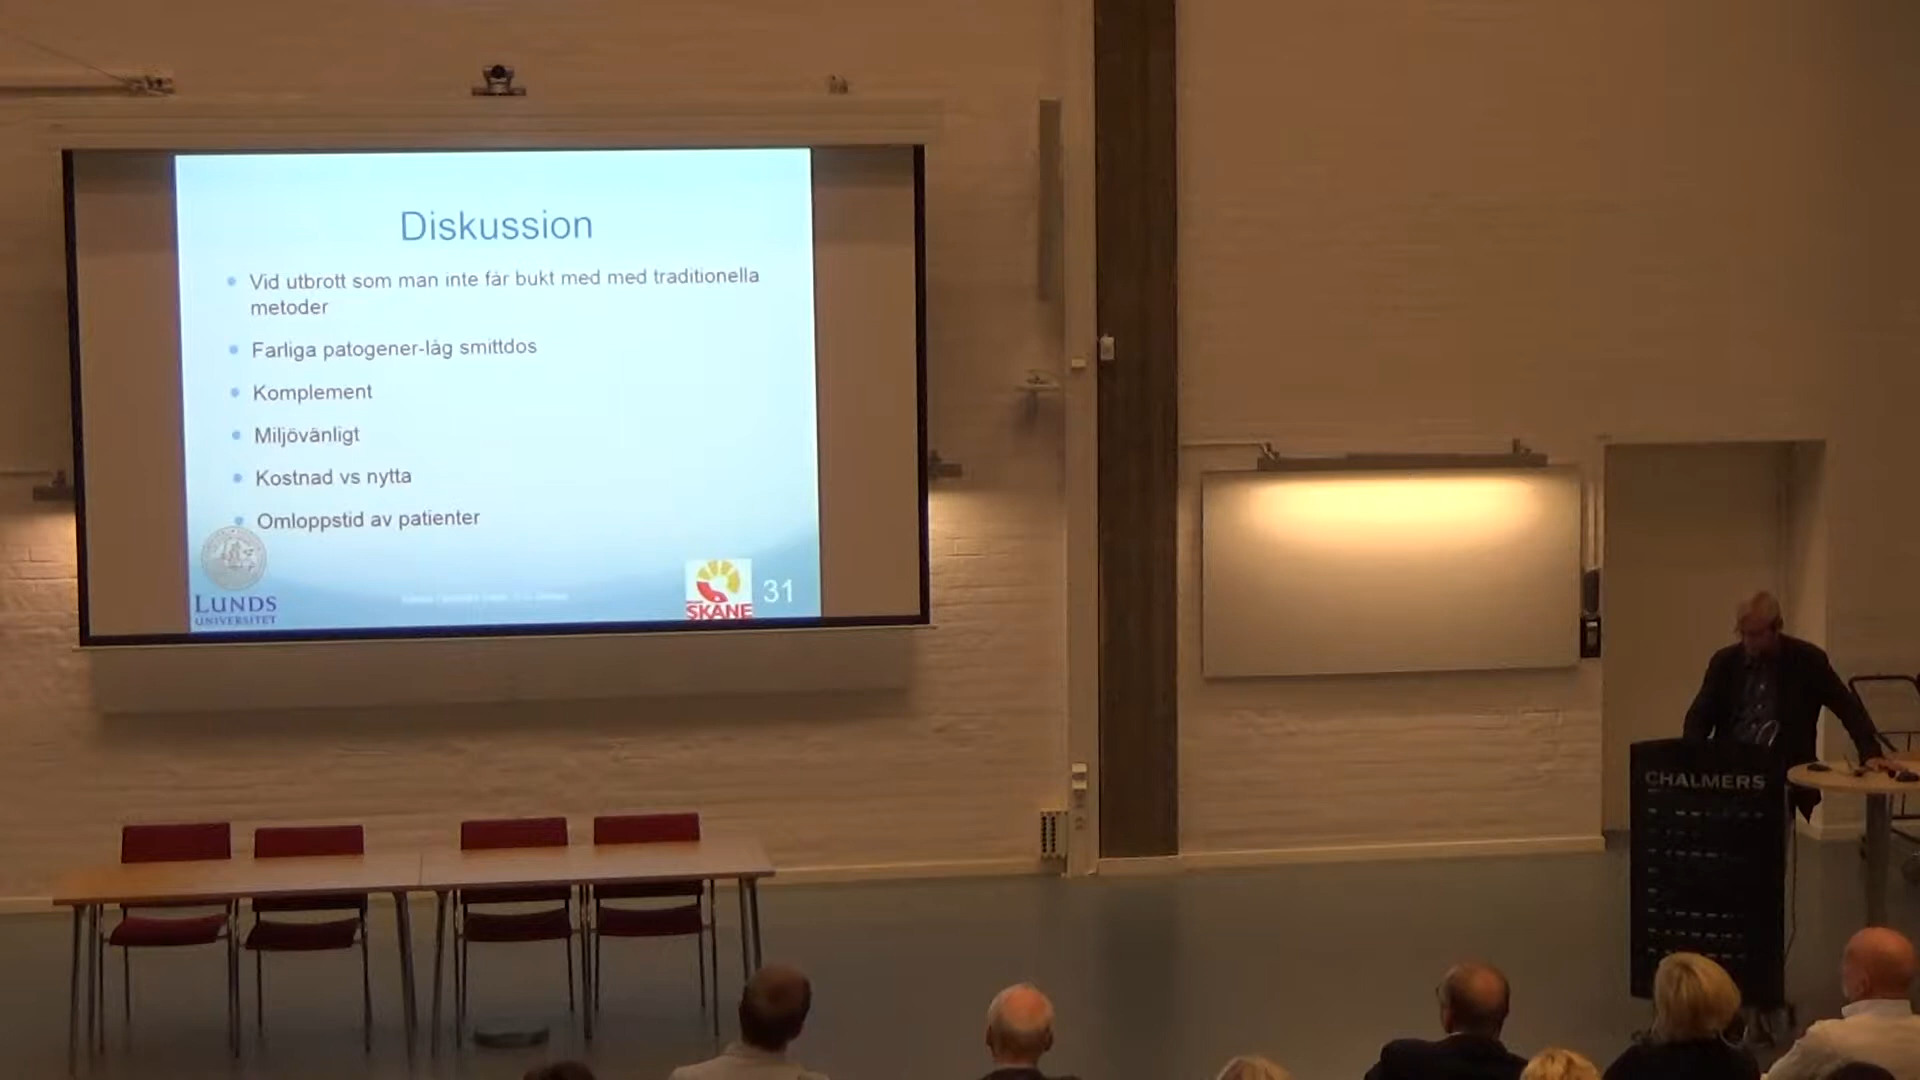 Diskussion
Vid utbrott som man inte får bukt med med traditionella
metoder
Farliga patogener-låg smittdos
Komplement
Miljövänligt
Kostnad vs nytta
Omloppstid av patienter
LUNDS
UNIVERSITET
SKÅNE
31
CHALMERS